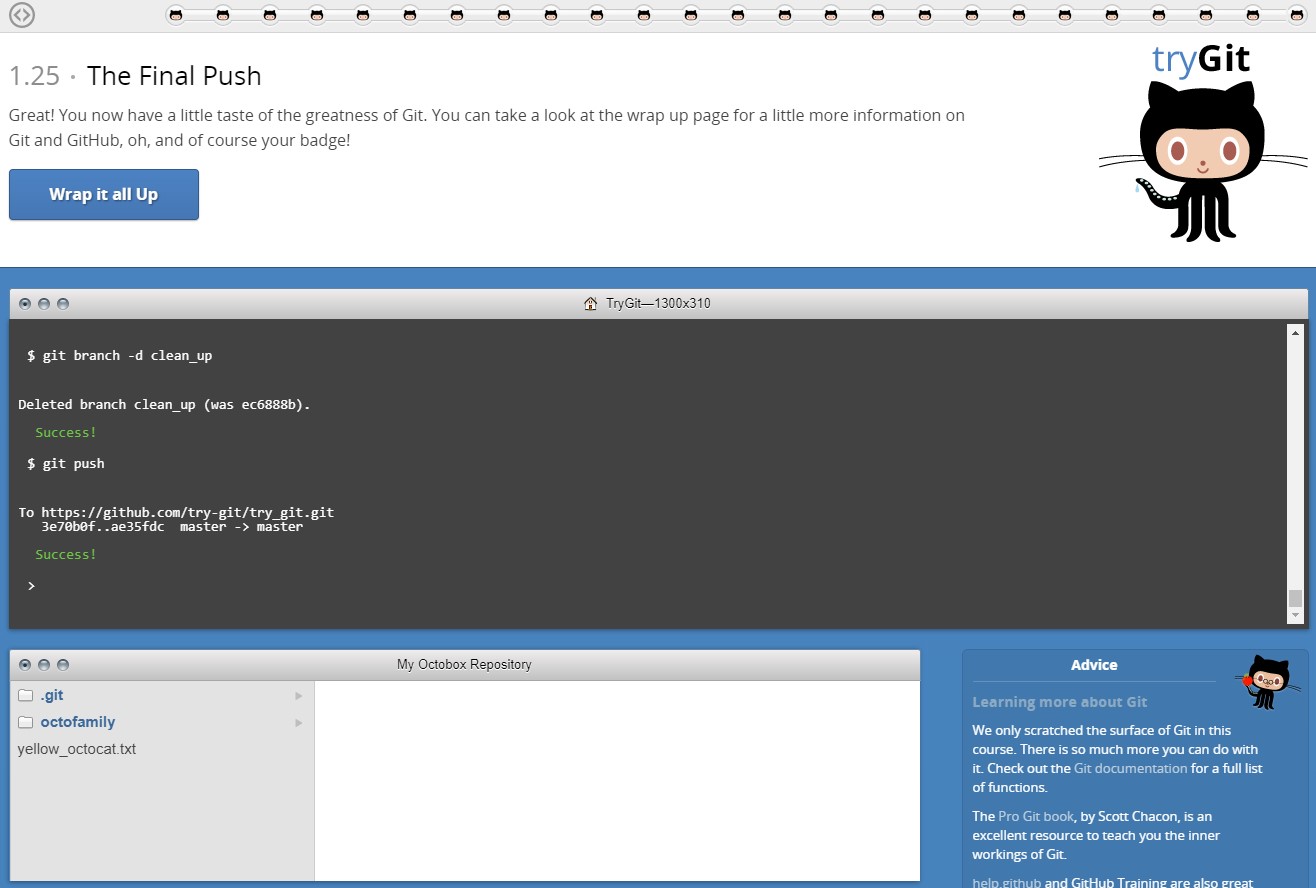 tryGit
1.25 · The Final Push
Great! You now have a little taste of the greatness of Git. You can take a look at the wrap up page for a little more information on
Git and GitHub, oh, and of course your badge!
Wrap it all Up
TryGit—1300x310
$ git branch -d clean_up
Deleted branch clean_up (was ec6888b).
Success!
$ git push
To https://github.com/try-git/try_git.git
3e70b0f..ae35fdc master -> master
Success!
>
My Octobox Repository
.git
octofamily
yellow_octocat.txt
Advice
Learning more about Git
We only scratched the surface of Git in this
course. There is so much more you can do with
it. Check out the Git documentation for a full list
of functions.
The Pro Git book, by Scott Chacon, is an
excellent resource to teach you the inner
workings of Git.
help.github and GitHub Training are also great